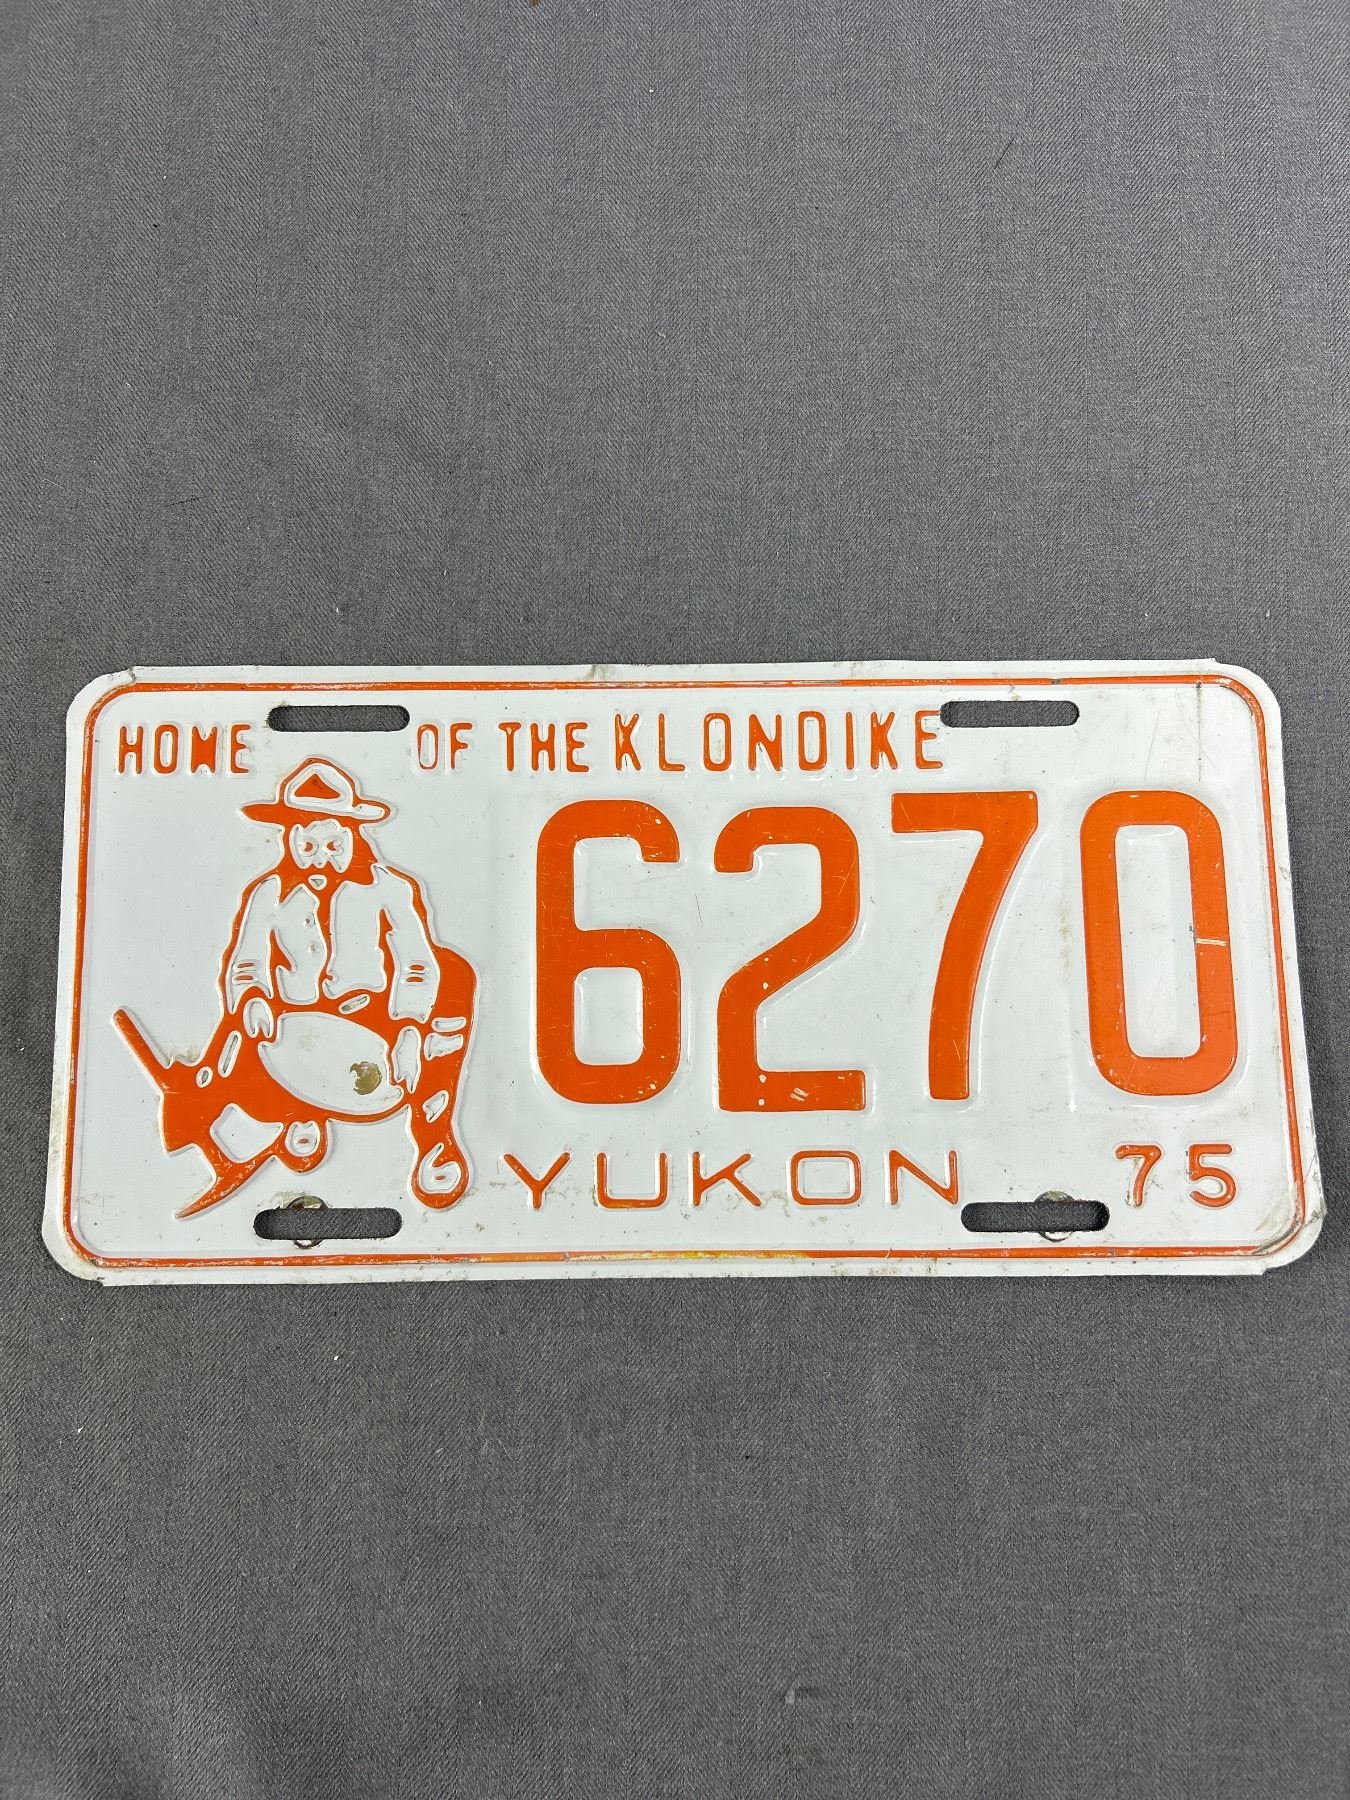 HOME OF THE KLONDIKE
6270
YUKON 75